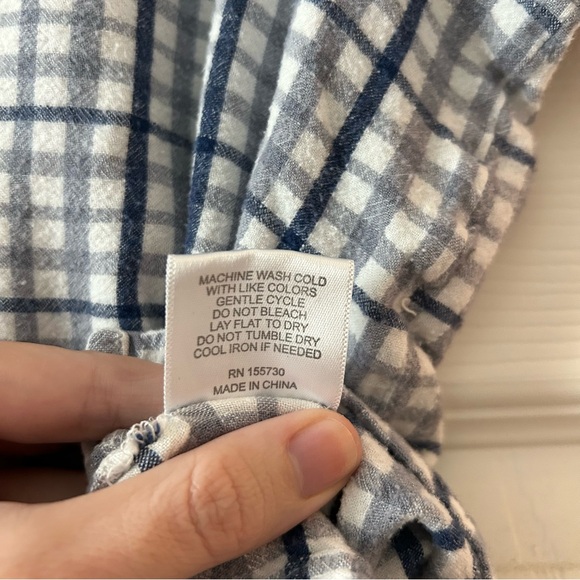 MACHINE WASH COLD
WITH LIKE COLORS
GENTLE CYCLE
DO NOT BLEACH
LAY FLAT TO DRY
DO NOT TUMBLE DRY
COOL IRON IF NEEDED
RN 155730
MADE IN CHINA